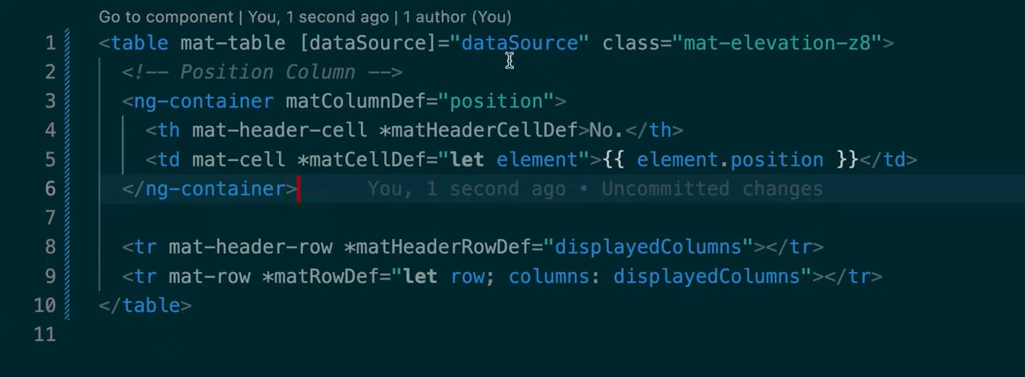 Go to component | You, 1 second ago | 1 author (You)
1 <table mat-table [dataSource]="dataSource" class="mat-elevation-z8">
2 <!-- Position Column -->
3 <ng-container matColumnDef="position">
4 <th mat-header-cell *matHeaderCellDef>No.</th>
5 <td mat-cell *matCellDef="let element">{{ element.position }}</td>
6 </ng-container> You, 1 second ago • Uncommitted changes
7
8 <tr mat-header-row *matHeaderRowDef="displayedColumns"></tr>
9 <tr mat-row *matRowDef="let row; columns: displayedColumns"></tr>
10 </table>
11